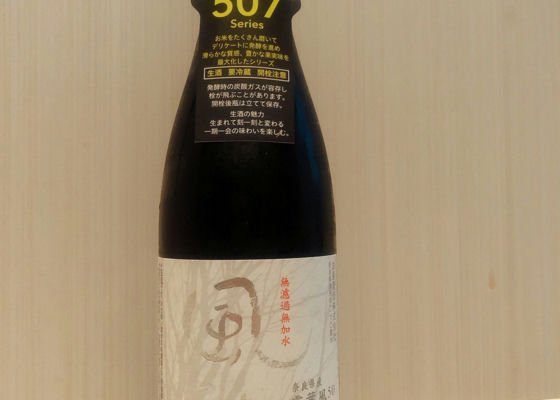 507
Series
お米をたくさん磨いて
デリケートに発酵を進め
滑らかな質感、豊かな果実味を
最大化したシリーズ
生酒 要冷蔵 開栓注意
発酵時の炭酸ガスが容存し
栓が飛ぶことがあります。
開栓後瓶は立てて保存。
生酒の魅力
生まれて刻一刻と変わる
一期一会の味わいを楽しむ。
風
無濾過無加水
奈良県産